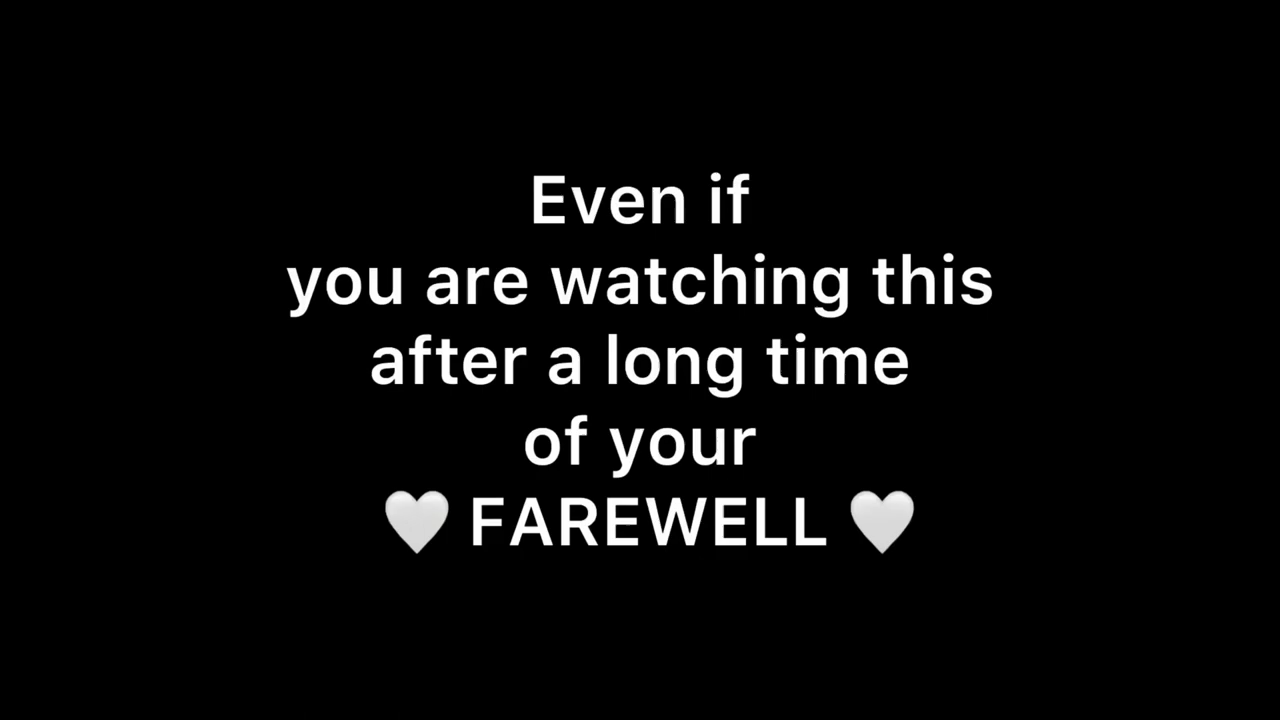 Even if
you are watching this
after a long time
of your
🤍 FAREWELL 🤍